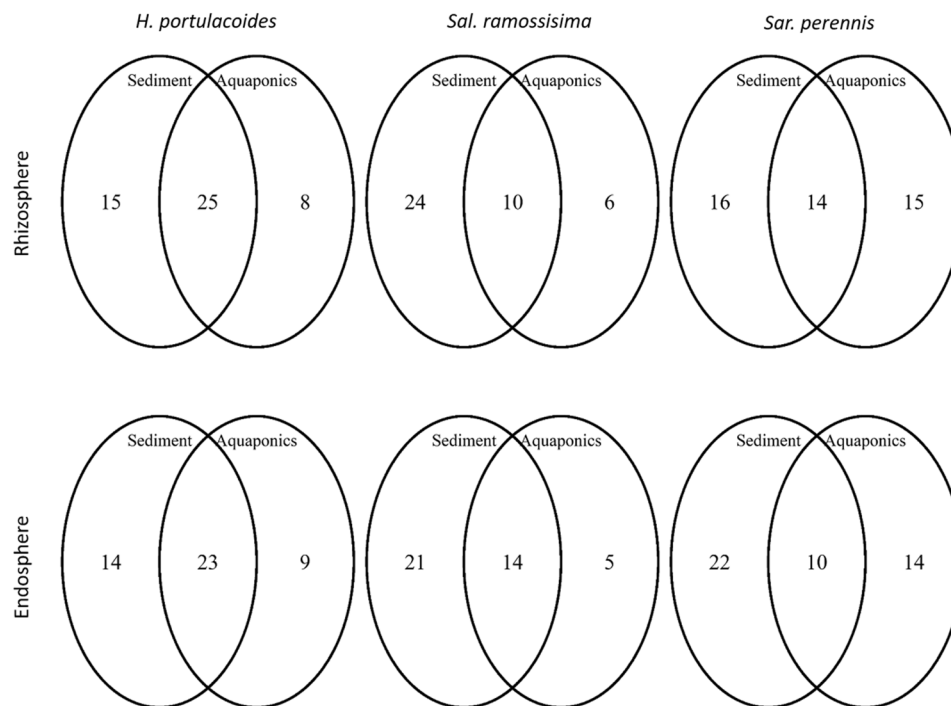 H. portulacoides Sal. ramossisima Sar. perennis
Rhizosphere
Sediment Aquaponics Sediment Aquaponics Sediment Aquaponics
15 25 8 24 10 6 16 14 15
Endosphere
Sediment Aquaponics Sediment Aquaponics Sediment Aquaponics
14 23 9 21 14 5 22 10 14